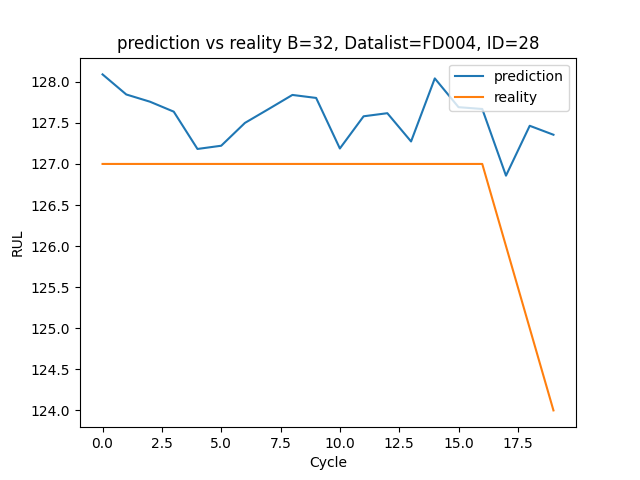 prediction vs reality B=32, Datalist=FD004, ID=28
prediction
reality
RUL
128.0
127.5
127.0
126.5
126.0
125.5
125.0
124.5
124.0
0.0 2.5 5.0 7.5 10.0 12.5 15.0 17.5
Cycle